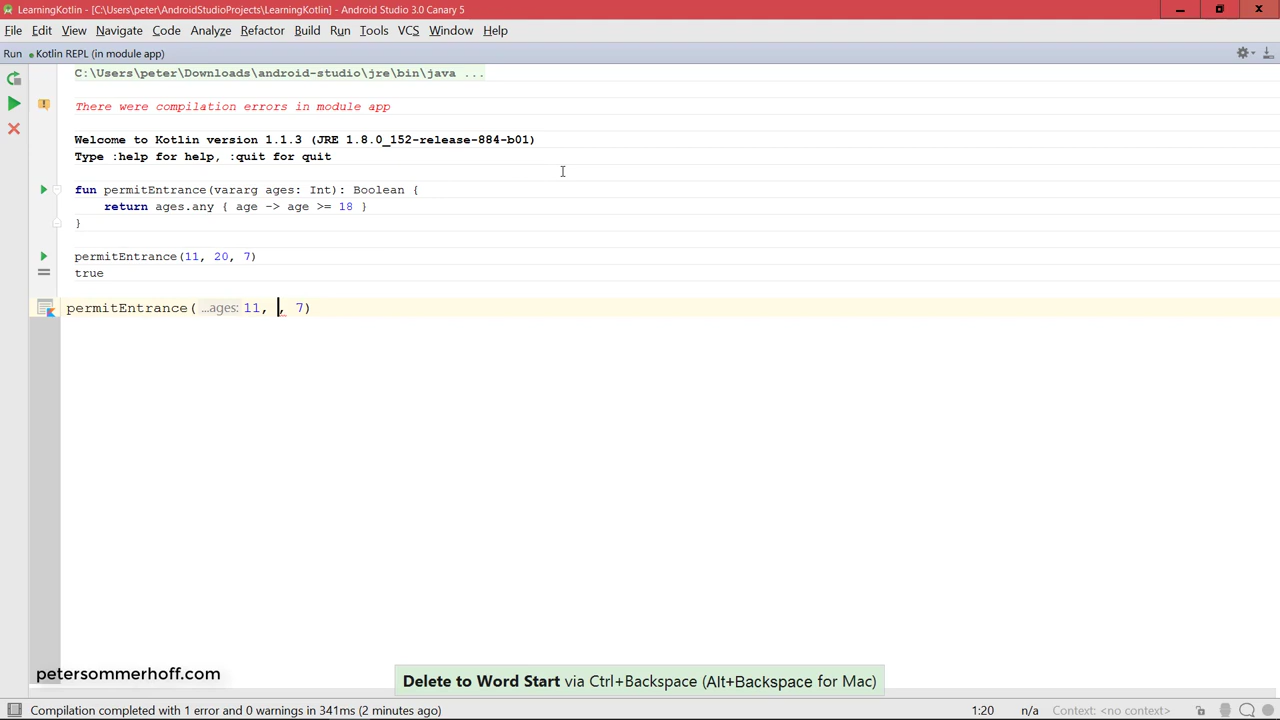 LearningKotlin - [C:\Users\peter\AndroidStudioProjects\LearningKotlin] - Android Studio 3.0 Canary 5
File Edit View Navigate Code Analyze Refactor Build Run Tools VCS Window Help
Run Kotlin REPL (in module app)
C:\Users\peter\Downloads\android-studio\jre\bin\java ...
There were compilation errors in module app
Welcome to Kotlin version 1.1.3 (JRE 1.8.0_152-release-884-b01)
Type :help for help, :quit for quit
fun permitEntrance(vararg ages: Int): Boolean {
    return ages.any { age -> age >= 18 }
}
permitEntrance(11, 20, 7)
true
permitEntrance( ...ages: 11, , 7)
petersommerhoff.com
Delete to Word Start via Ctrl+Backspace (Alt+Backspace for Mac)
Compilation completed with 1 error and 0 warnings in 341ms (2 minutes ago) 1:20 n/a Context: <no context>